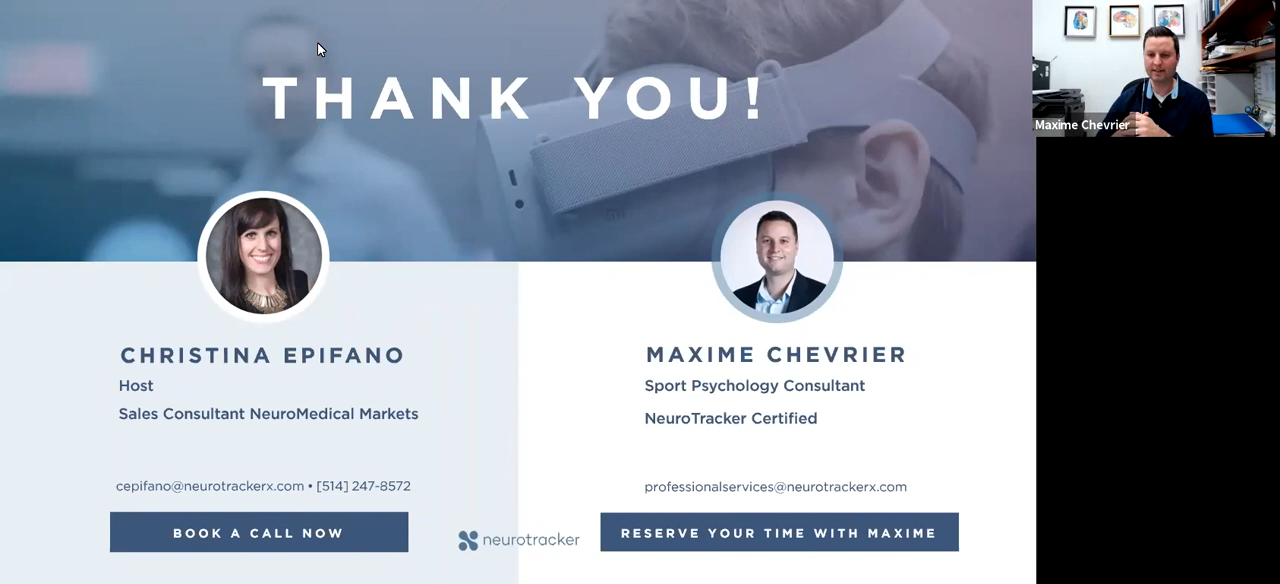 THANK YOU!
Maxime Chevrier
CHRISTINA EPIFANO
Host
Sales Consultant NeuroMedical Markets
cepifano@neurotrackerx.com • [514] 247-8572
BOOK A CALL NOW
MAXIME CHEVRIER
Sport Psychology Consultant
NeuroTracker Certified
professionalservices@neurotrackerx.com
RESERVE YOUR TIME WITH MAXIME
neurotracker